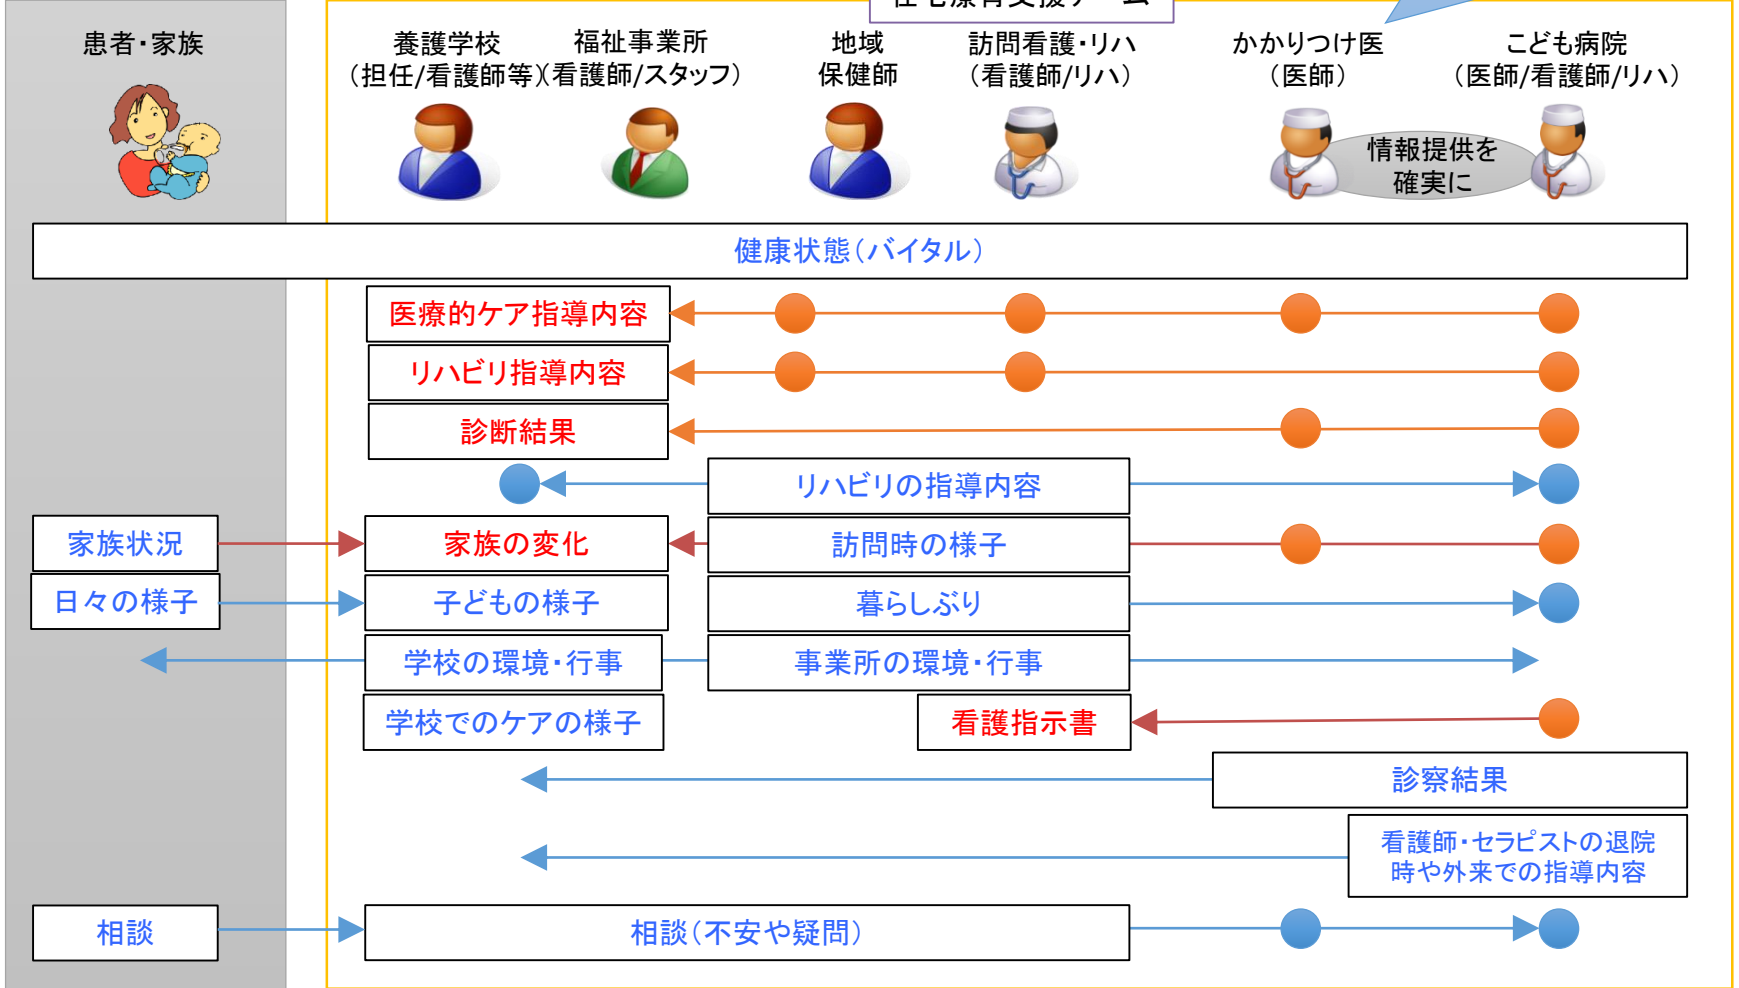 患者・家族
養護学校
(担任/看護師等)
福祉事業所
(看護師/スタッフ)
地域
保健師
訪問看護・リハ
(看護師/リハ)
かかりつけ医
(医師)
こども病院
(医師/看護師/リハ)
情報提供を
確実に
健康状態(バイタル)
医療的ケア指導内容
リハビリ指導内容
診断結果
リハビリの指導内容
家族状況
家族の変化
訪問時の様子
日々の様子
子どもの様子
暮らしぶり
学校の環境・行事
事業所の環境・行事
学校でのケアの様子
看護指示書
診察結果
看護師・セラピストの退院
時や外来での指導内容
相談
相談(不安や疑問)